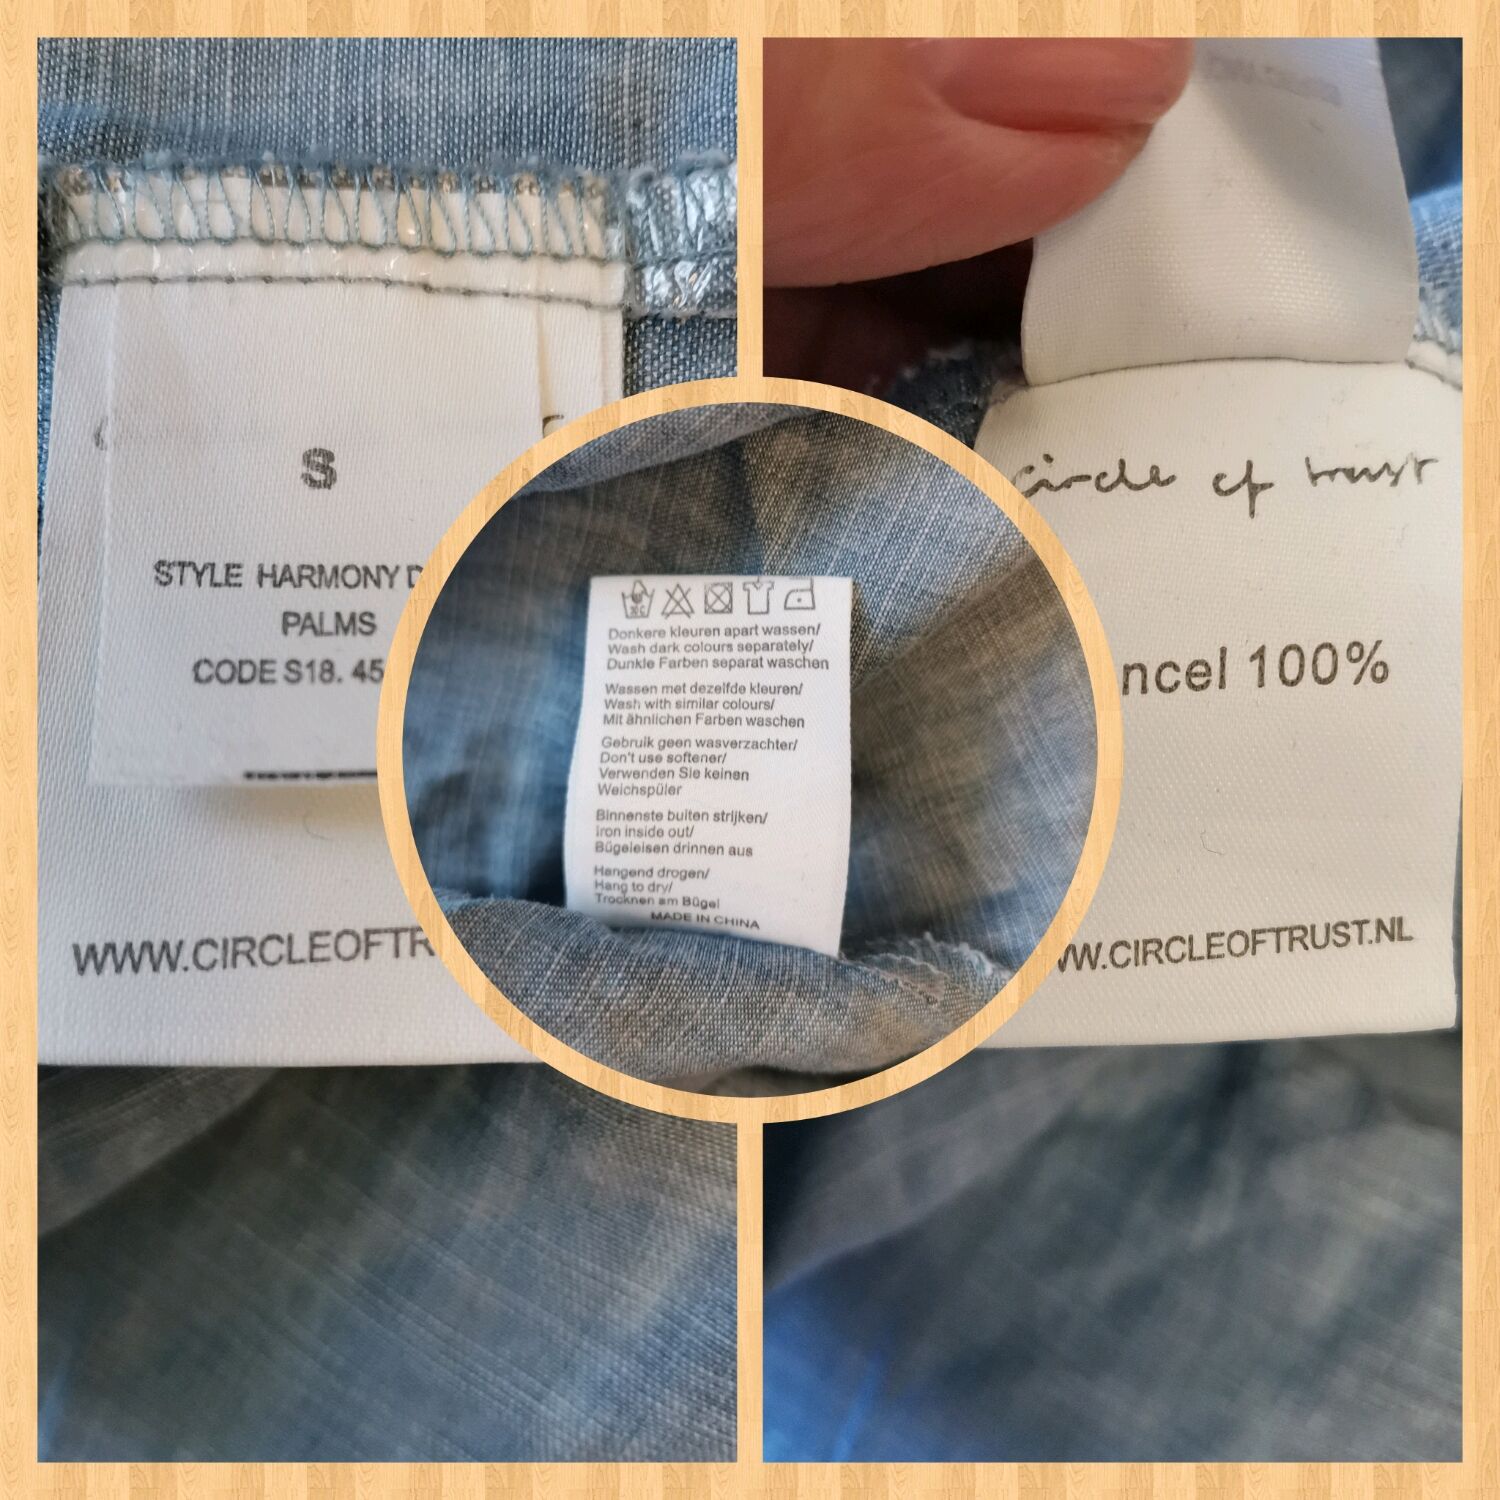 S
STYLE HARMONY D
PALMS
CODE S18. 45
WWW.CIRCLEOFTR
circle of trust
ncel 100%
WW.CIRCLEOFTRUST.NL
30C
Donkere kleuren apart wassen/
Wash dark colours separately/
Dunkle Farben separat waschen
Wassen met dezelfde kleuren/
Wash with similar colours/
Mit ähnlichen Farben waschen
Gebruik geen wasverzachter/
Don't use softener/
Verwenden Sie keinen
Weichspüler
Binnenste buiten strijken/
Iron inside out/
Bügeleisen drinnen aus
Hangend drogen/
Hang to dry/
Trocknen am Bügel
MADE IN CHINA